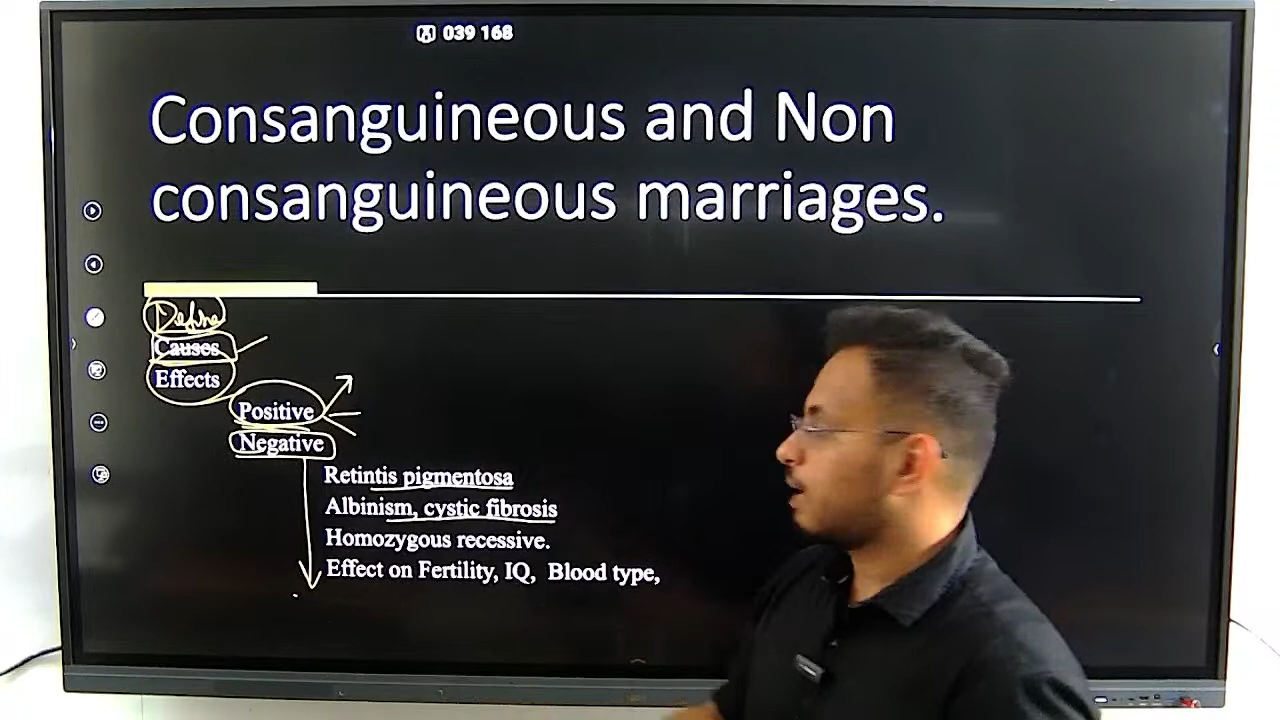 039 168
Consanguineous and Non
consanguineous marriages.
Define
Causes
Effects
Positive
Negative
Retintis pigmentosa
Albinism, cystic fibrosis
Homozygous recessive.
Effect on Fertility, IQ, Blood type,